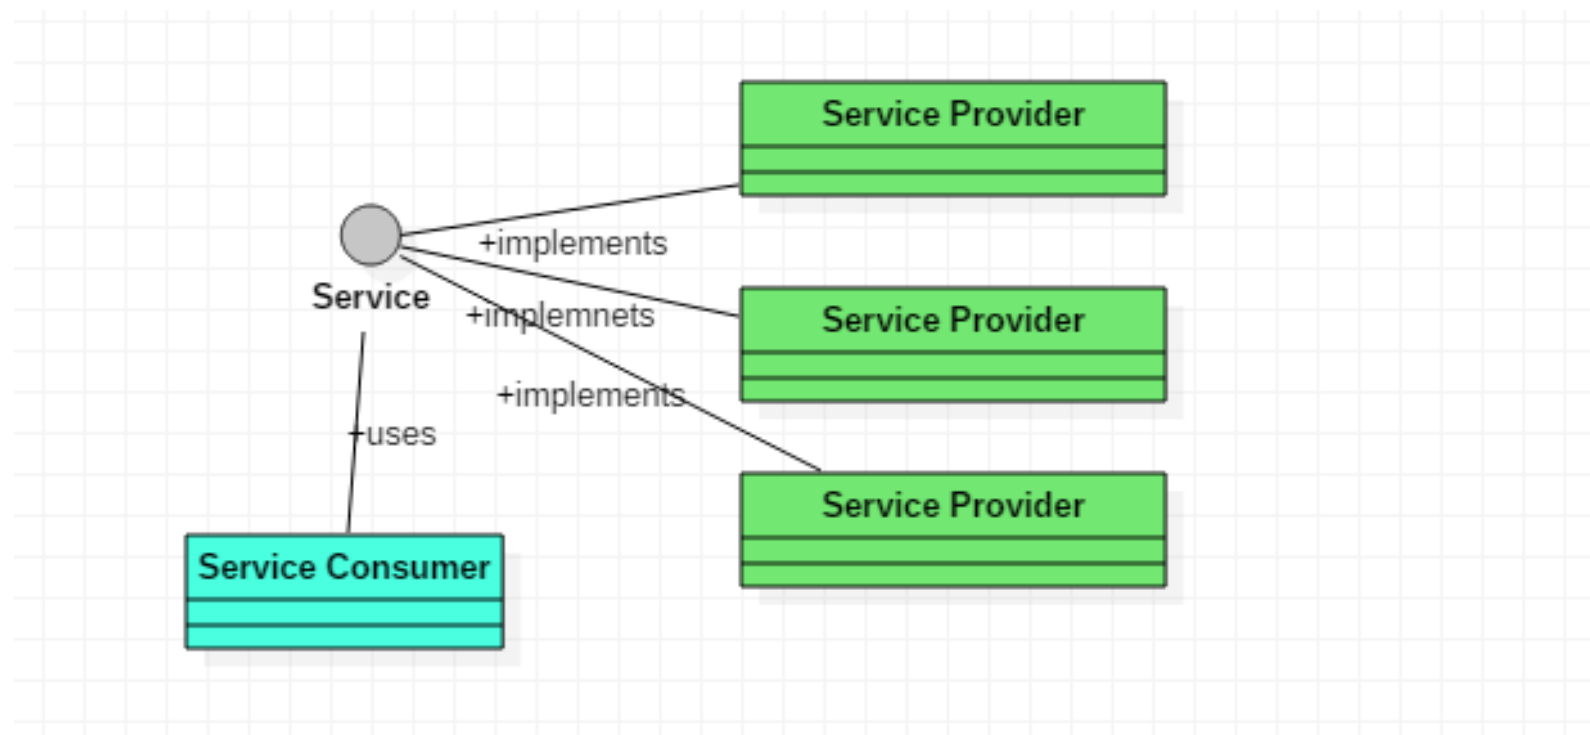 Service Provider
+implements
Service
Service Provider
+implemnets
+implements
+uses
Service Provider
Service Consumer